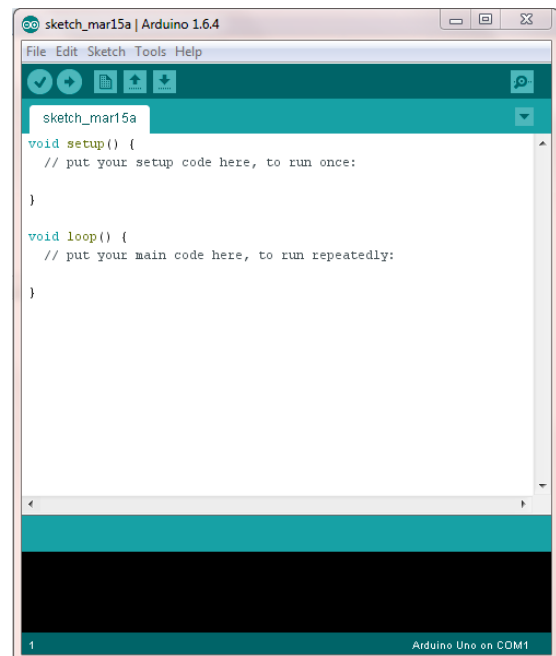 sketch_mar15a | Arduino 1.6.4
File Edit Sketch Tools Help
sketch_mar15a
void setup() {
  // put your setup code here, to run once:
}
void loop() {
  // put your main code here, to run repeatedly:
}
1
Arduino Uno on COM1